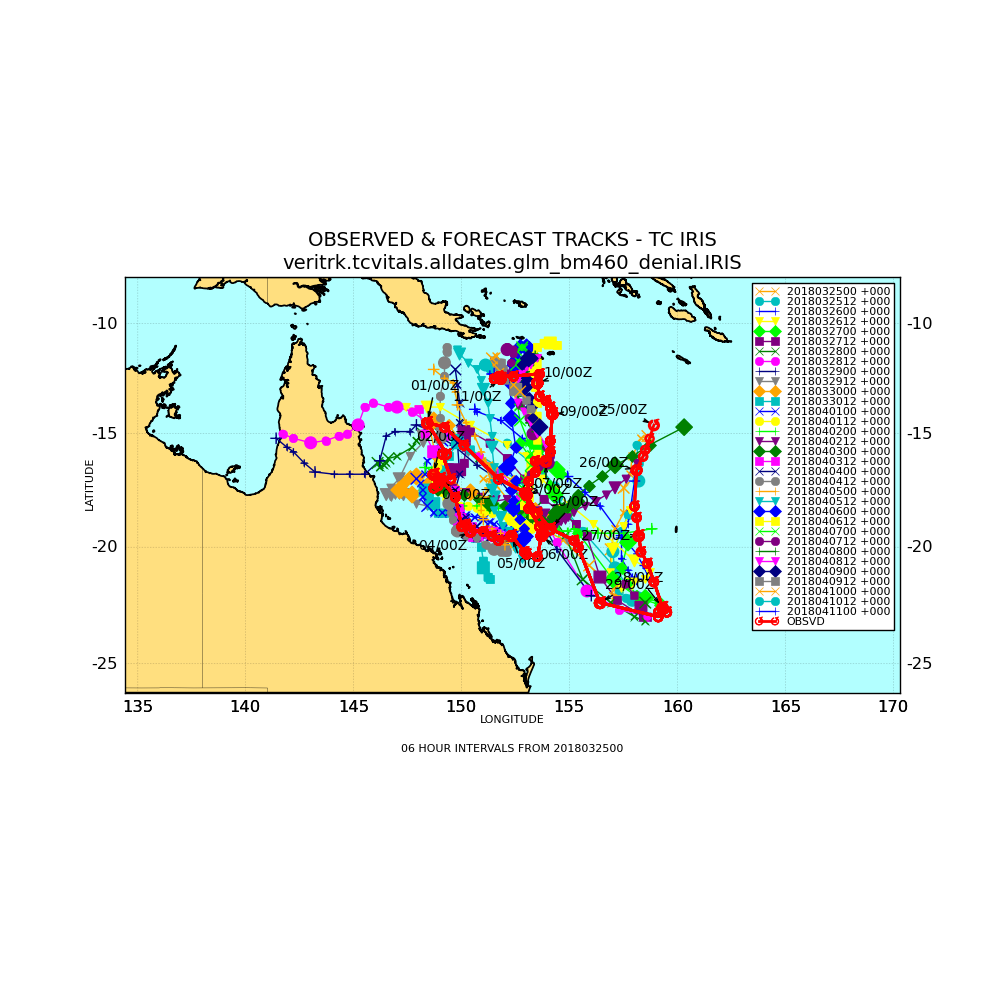 OBSERVED & FORECAST TRACKS - TC IRIS
veritrk.tcvitals.alldates.glm_bm460_denial.IRIS
-10
-15
-20
-25
-10
-15
-20
-25
LATITUDE
135
140
145
150
155
160
165
170
LONGITUDE
06 HOUR INTERVALS FROM 2018032500
10/00Z
01/00Z
11/00Z
09/00Z
25/00Z
26/00Z
07/00Z
30/00Z
27/00Z
04/00Z
06/00Z
05/00Z
28/00Z
29/00Z
2018032500 +000
2018032512 +000
2018032600 +000
2018032612 +000
2018032700 +000
2018032712 +000
2018032800 +000
2018032812 +000
2018032900 +000
2018032912 +000
2018033000 +000
2018033012 +000
2018040100 +000
2018040112 +000
2018040200 +000
2018040212 +000
2018040300 +000
2018040312 +000
2018040400 +000
2018040412 +000
2018040500 +000
2018040512 +000
2018040600 +000
2018040612 +000
2018040700 +000
2018040712 +000
2018040800 +000
2018040812 +000
2018040900 +000
2018040912 +000
2018041000 +000
2018041012 +000
2018041100 +000
OBSVD